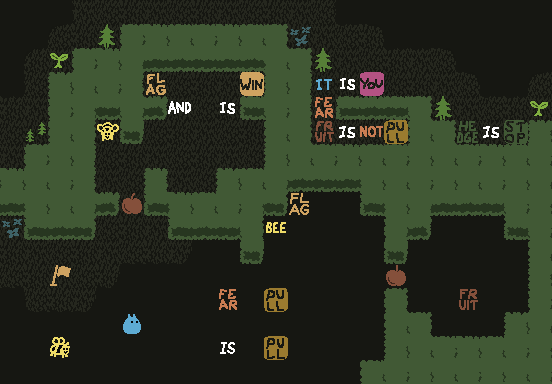 FLAG WIN IT IS YOU
AND IS FEAR
FRUIT IS NOT PULL HEDGE IS STOP
FLAG
BEE
FEAR PULL FRUIT
IS PULL